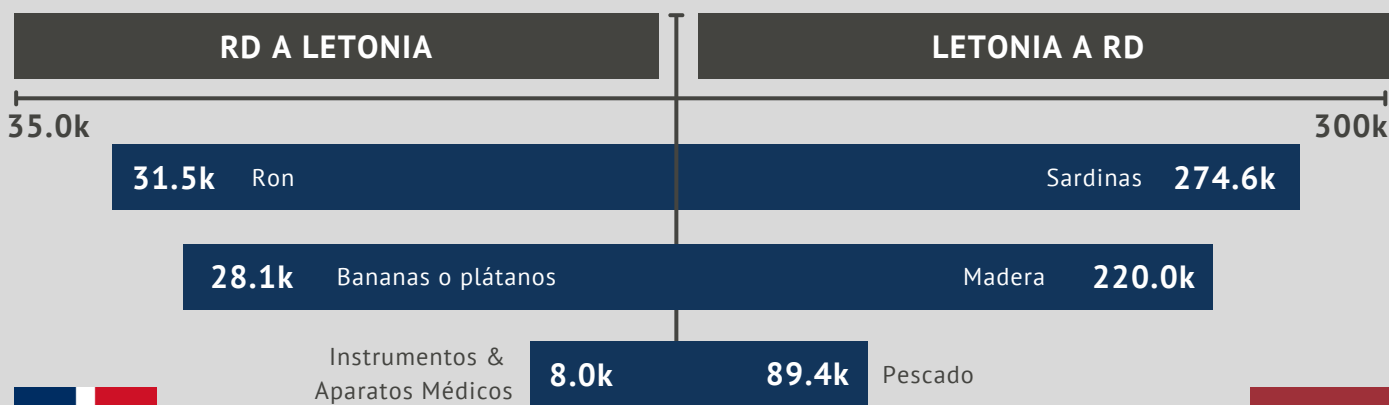 RD A LETONIA
LETONIA A RD
35.0k
300k
31.5k Ron
Sardinas 274.6k
28.1k Bananas o plátanos
Madera 220.0k
Instrumentos &
Aparatos Médicos
8.0k
89.4k Pescado